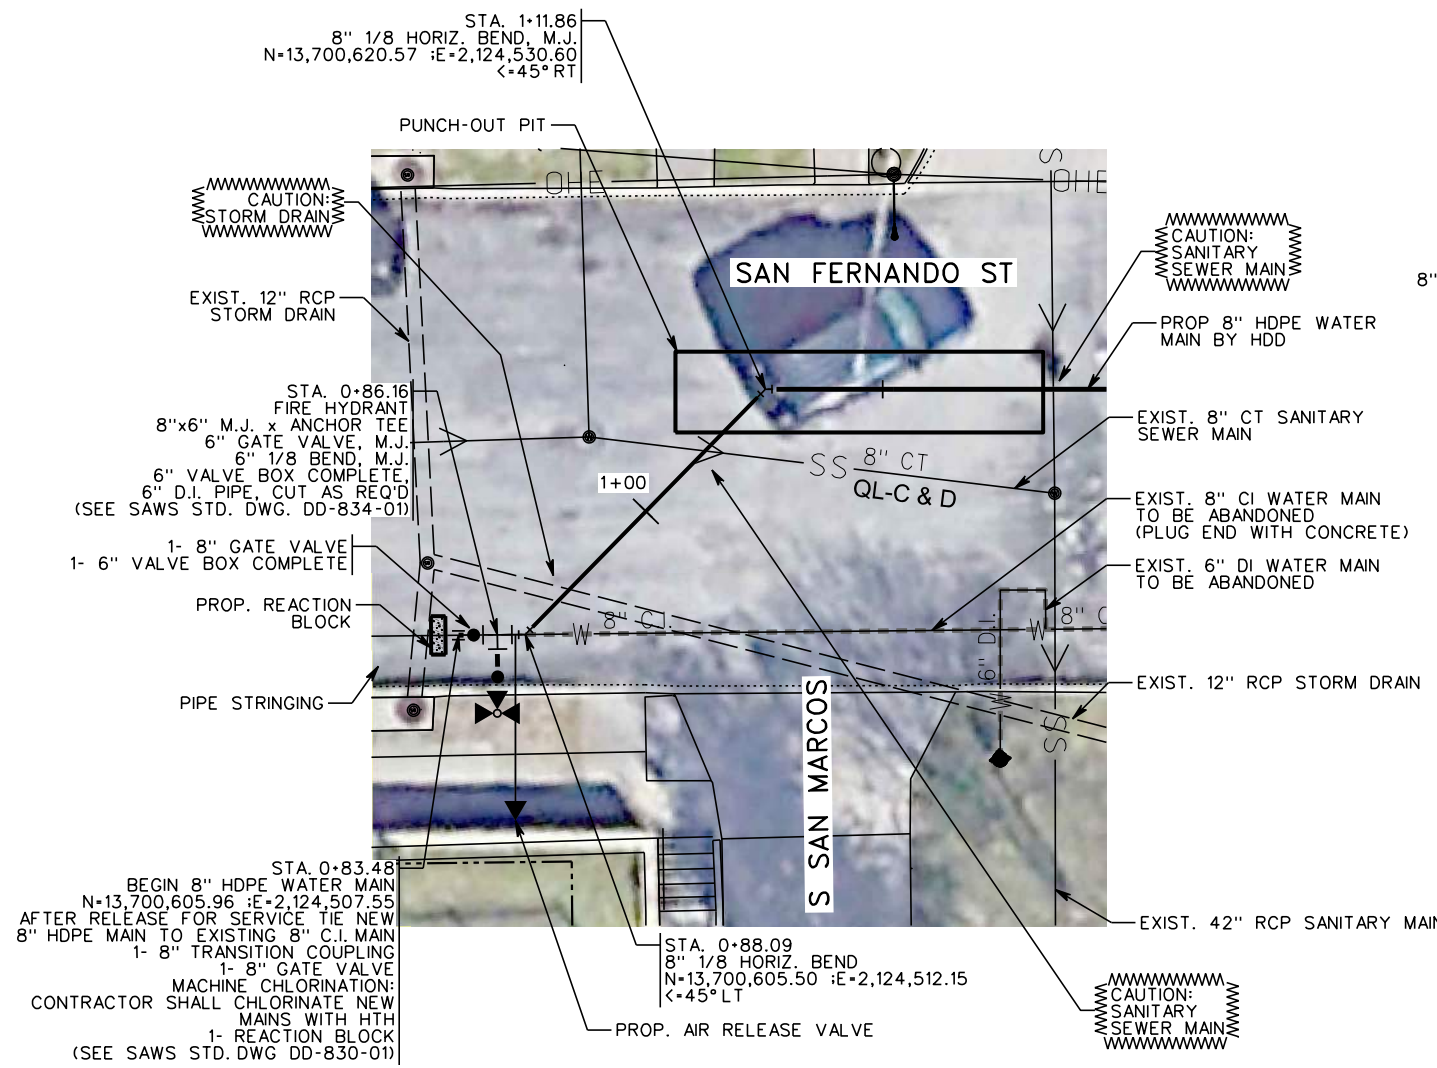 STA. 1+11.86
8" 1/8 HORIZ. BEND, M.J.
N=13,700,620.57 ;E=2,124,530.60
<=45° RT
PUNCH-OUT PIT
OHE
OHE
S
CAUTION:
STORM DRAIN
CAUTION:
SANITARY
SEWER MAIN
SAN FERNANDO ST
8"
EXIST. 12" RCP
STORM DRAIN
PROP 8" HDPE WATER
MAIN BY HDD
STA. 0+86.16
FIRE HYDRANT
8"x6" M.J. x ANCHOR TEE
6" GATE VALVE, M.J.
6" 1/8 BEND, M.J.
6" VALVE BOX COMPLETE,
6" D.I. PIPE, CUT AS REQ'D
(SEE SAWS STD. DWG. DD-834-01)
EXIST. 8" CT SANITARY
SEWER MAIN
SS 8" CT
QL-C & D
1+00
EXIST. 8" CI WATER MAIN
TO BE ABANDONED
(PLUG END WITH CONCRETE)
1- 8" GATE VALVE
1- 6" VALVE BOX COMPLETE
EXIST. 6" DI WATER MAIN
TO BE ABANDONED
PROP. REACTION
BLOCK
W 8" CI
W 8" C
W 6" D.I.
PIPE STRINGING
EXIST. 12" RCP STORM DRAIN
SS
S SAN MARCOS
STA. 0+83.48
BEGIN 8" HDPE WATER MAIN
N=13,700,605.96 ;E=2,124,507.55
AFTER RELEASE FOR SERVICE TIE NEW
8" HDPE MAIN TO EXISTING 8" C.I. MAIN
1- 8" TRANSITION COUPLING
1- 8" GATE VALVE
MACHINE CHLORINATION:
CONTRACTOR SHALL CHLORINATE NEW
MAINS WITH HTH
1- REACTION BLOCK
(SEE SAWS STD. DWG DD-830-01)
STA. 0+88.09
8" 1/8 HORIZ. BEND
N=13,700,605.50 ;E=2,124,512.15
<=45° LT
PROP. AIR RELEASE VALVE
EXIST. 42" RCP SANITARY MAIN
CAUTION:
SANITARY
SEWER MAIN